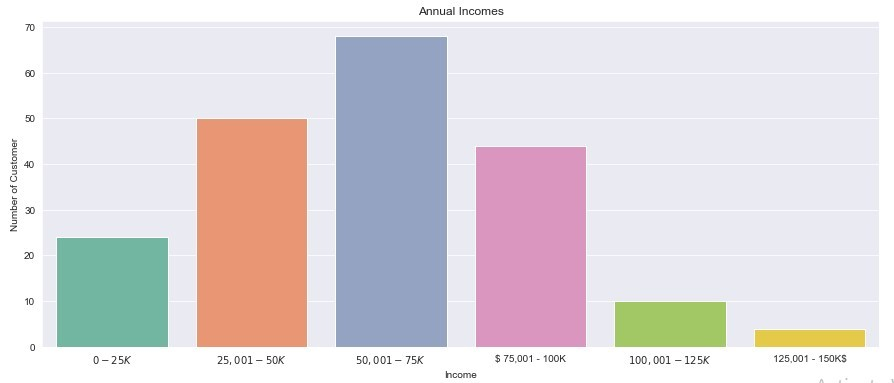 Annual Incomes
Number of Customer
70
60
50
40
30
20
10
0
0 − 25K
25, 001 − 50K
50, 001 − 75K
$ 75,001 - 100K
100, 001 − 125K
125,001 - 150K$
Income